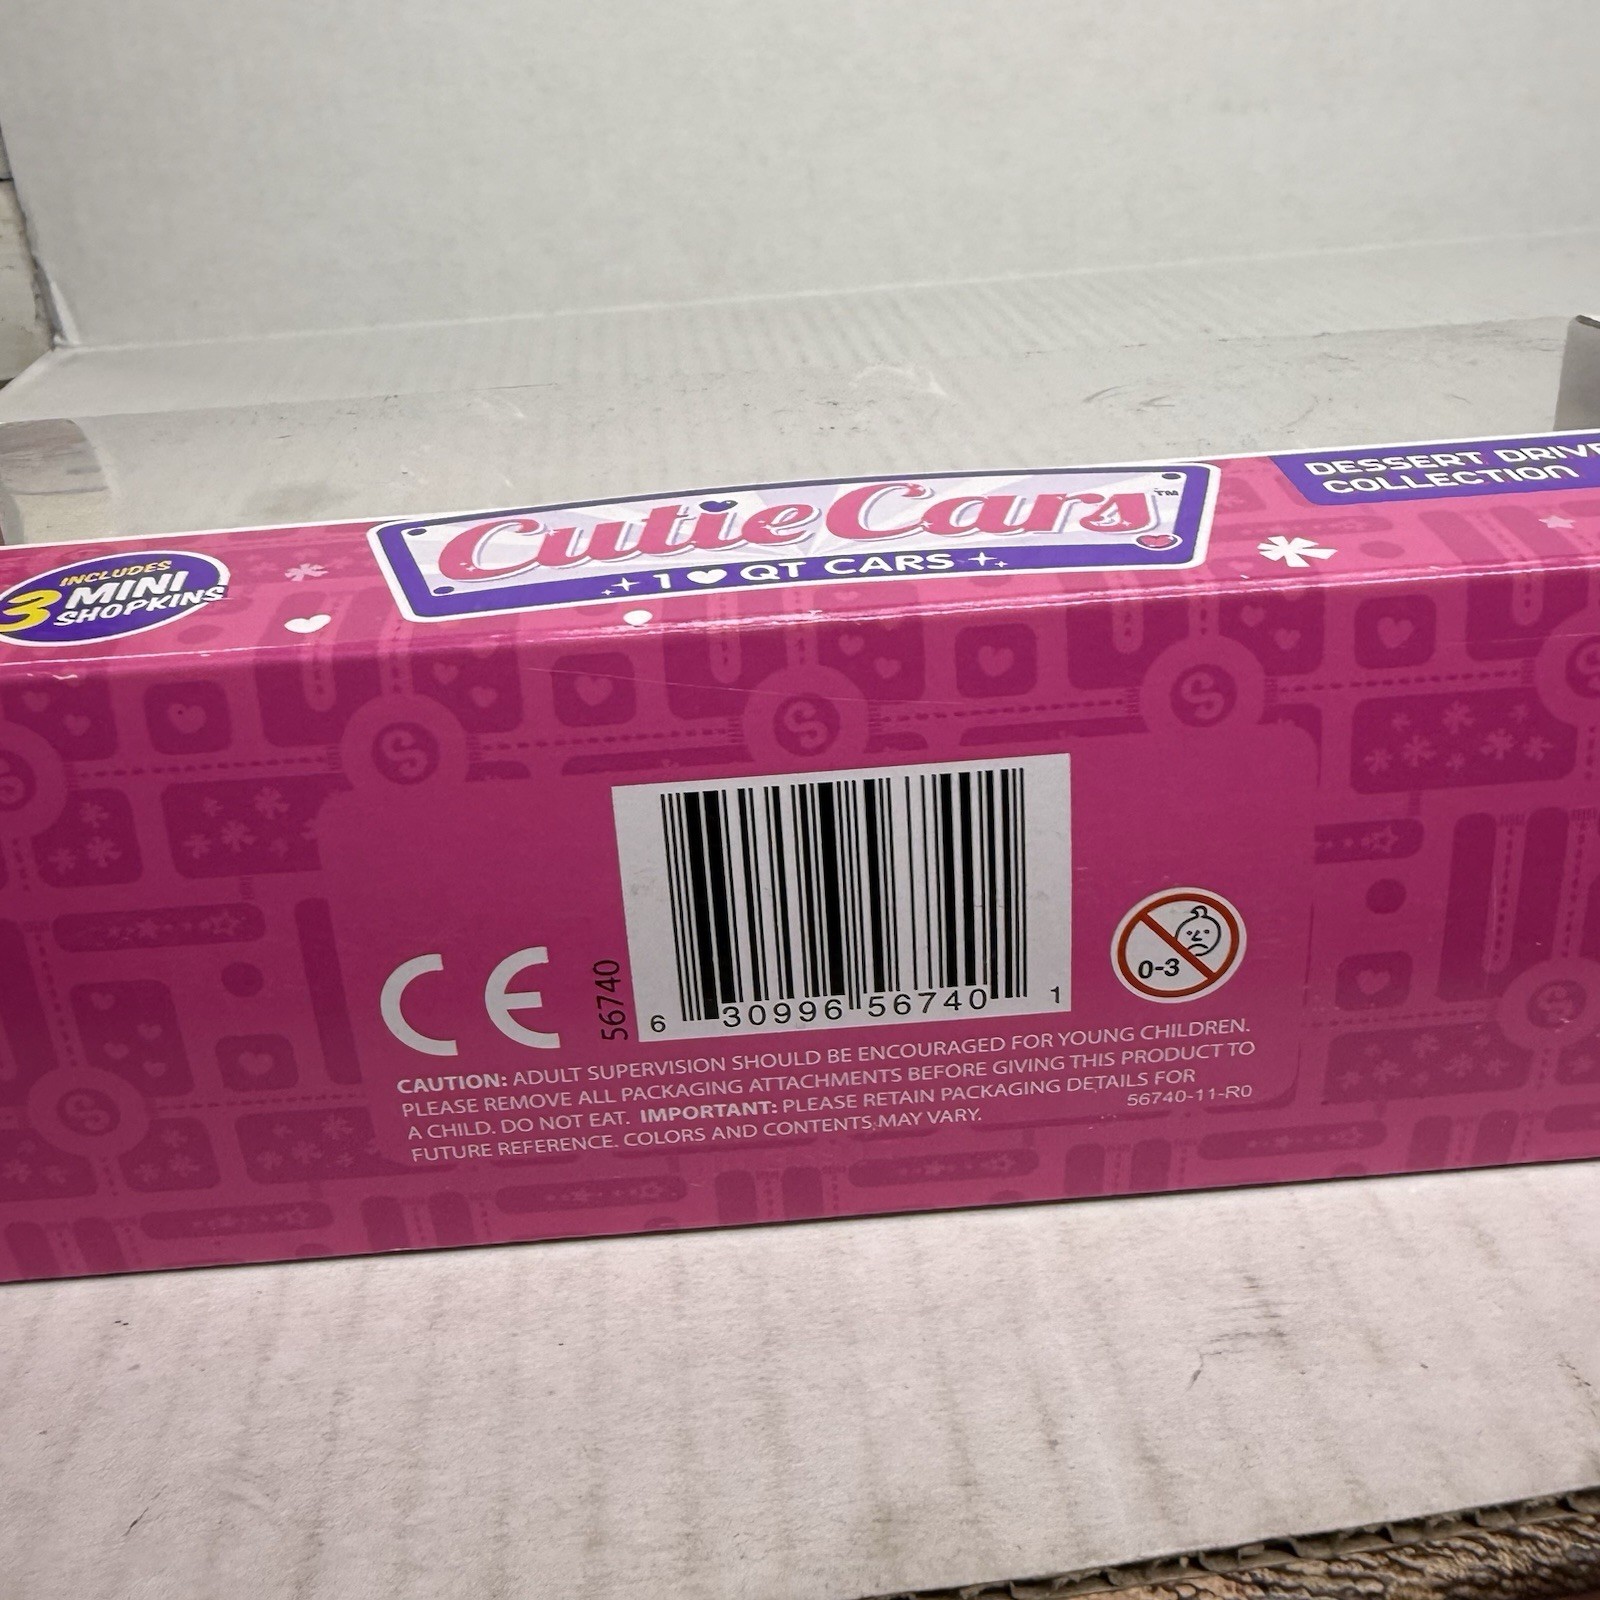 INCLUDES
3 MINI
SHOPKINS
Cutie Cars™
1 ♥ QT CARS
DESSERT DRIVE
COLLECTION
56740
6 30996 56740 1
CE
0-3
CAUTION: ADULT SUPERVISION SHOULD BE ENCOURAGED FOR YOUNG CHILDREN.
PLEASE REMOVE ALL PACKAGING ATTACHMENTS BEFORE GIVING THIS PRODUCT TO
A CHILD. DO NOT EAT. IMPORTANT: PLEASE RETAIN PACKAGING DETAILS FOR
FUTURE REFERENCE. COLORS AND CONTENTS MAY VARY.
56740-11-R0